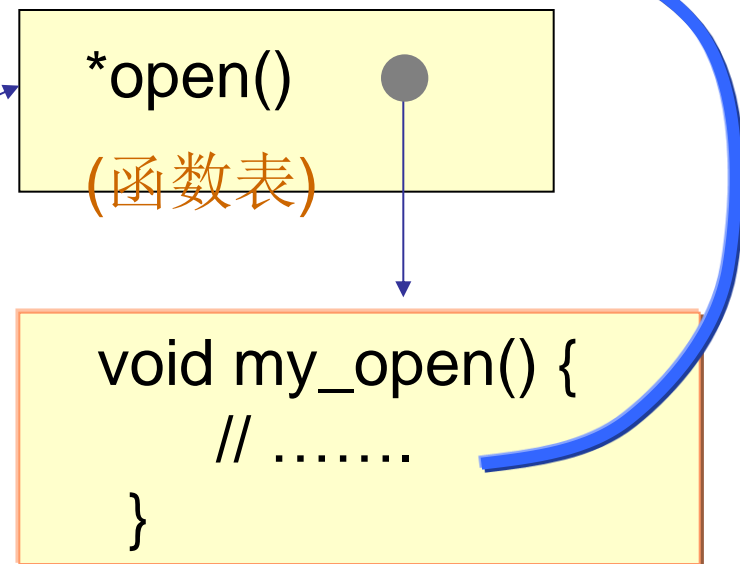 *open()
(函数表)
void my_open() {
// …….
}